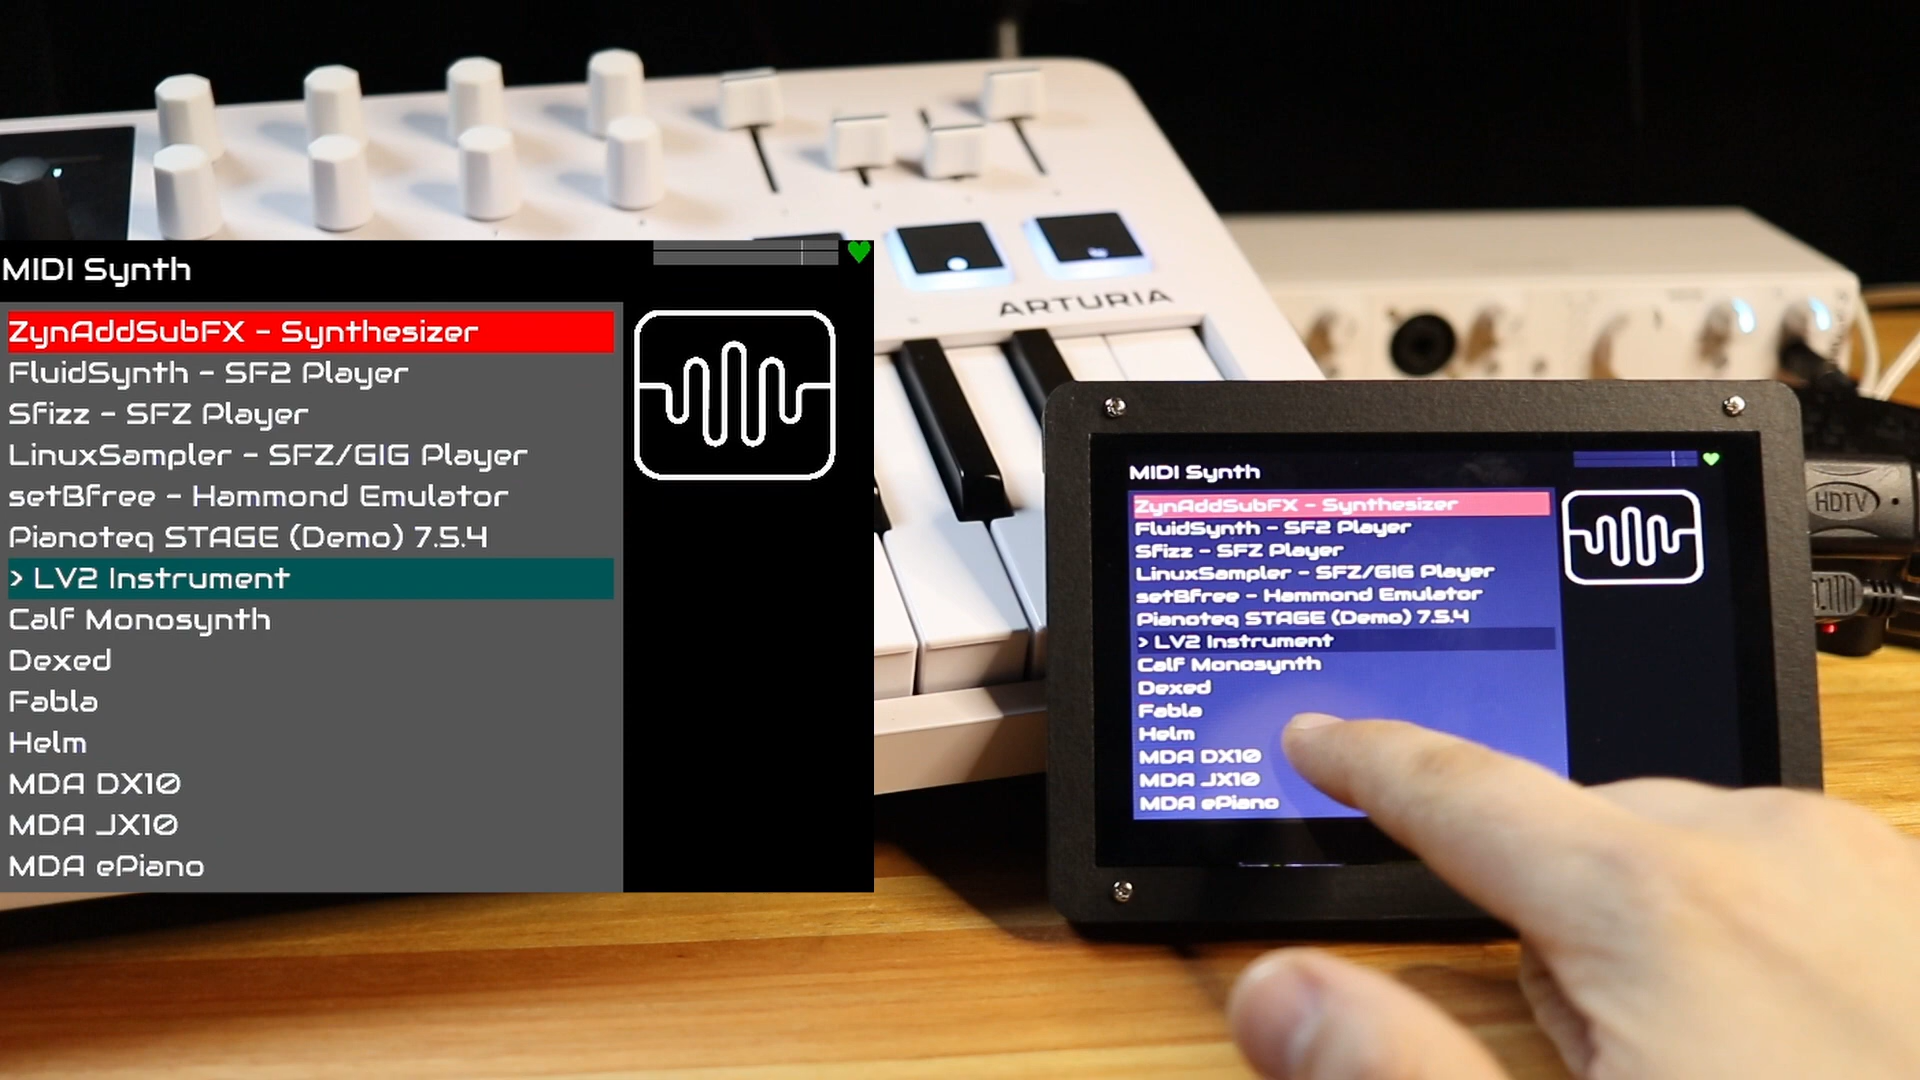 MIDI Synth
ZynAddSubFX - Synthesizer
FluidSynth - SF2 Player
Sfizz - SFZ Player
LinuxSampler - SFZ/GIG Player
setBfree - Hammond Emulator
Pianoteq STAGE (Demo) 7.5.4
> LV2 Instrument
Calf Monosynth
Dexed
Fabla
Helm
MDA DX10
MDA JX10
MDA ePiano
ARTURIA
MIDI Synth
ZynAddSubFX - Synthesizer
FluidSynth - SF2 Player
Sfizz - SFZ Player
LinuxSampler - SFZ/GIG Player
setBfree - Hammond Emulator
Pianoteq STAGE (Demo) 7.5.4
> LV2 Instrument
Calf Monosynth
Dexed
Fabla
Helm
MDA DX10
MDA JX10
MDA ePiano
HDTV